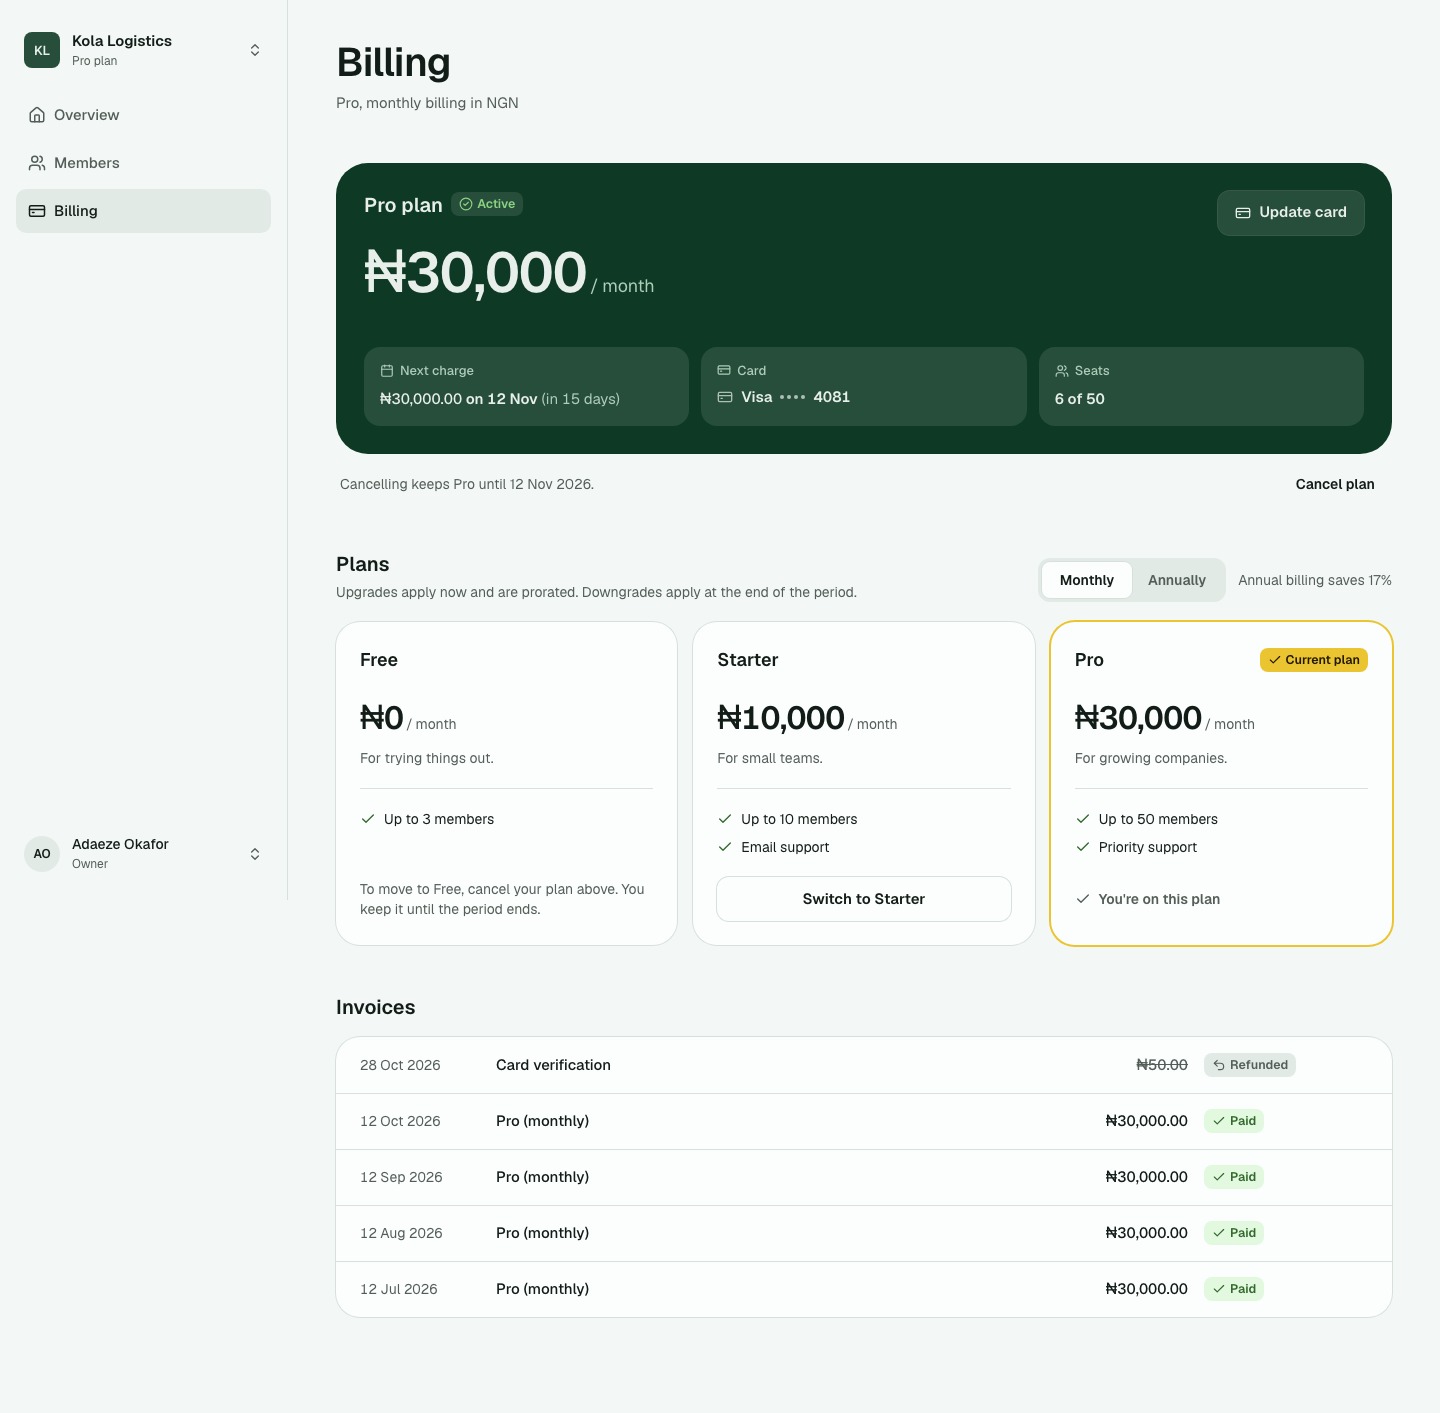 KL
Kola Logistics
Pro plan
Overview
Members
Billing
AO
Adaeze Okafor
Owner
Billing
Pro, monthly billing in NGN
Pro plan
Active
Update card
₦30,000 / month
Next charge
₦30,000.00 on 12 Nov (in 15 days)
Card
Visa •••• 4081
Seats
6 of 50
Cancelling keeps Pro until 12 Nov 2026.
Cancel plan
Plans
Upgrades apply now and are prorated. Downgrades apply at the end of the period.
Monthly
Annually
Annual billing saves 17%
Free
₦0 / month
For trying things out.
Up to 3 members
To move to Free, cancel your plan above. You
keep it until the period ends.
Starter
₦10,000 / month
For small teams.
Up to 10 members
Email support
Switch to Starter
Pro
Current plan
₦30,000 / month
For growing companies.
Up to 50 members
Priority support
You're on this plan
Invoices
28 Oct 2026 Card verification ₦50.00 Refunded
12 Oct 2026 Pro (monthly) ₦30,000.00 Paid
12 Sep 2026 Pro (monthly) ₦30,000.00 Paid
12 Aug 2026 Pro (monthly) ₦30,000.00 Paid
12 Jul 2026 Pro (monthly) ₦30,000.00 Paid